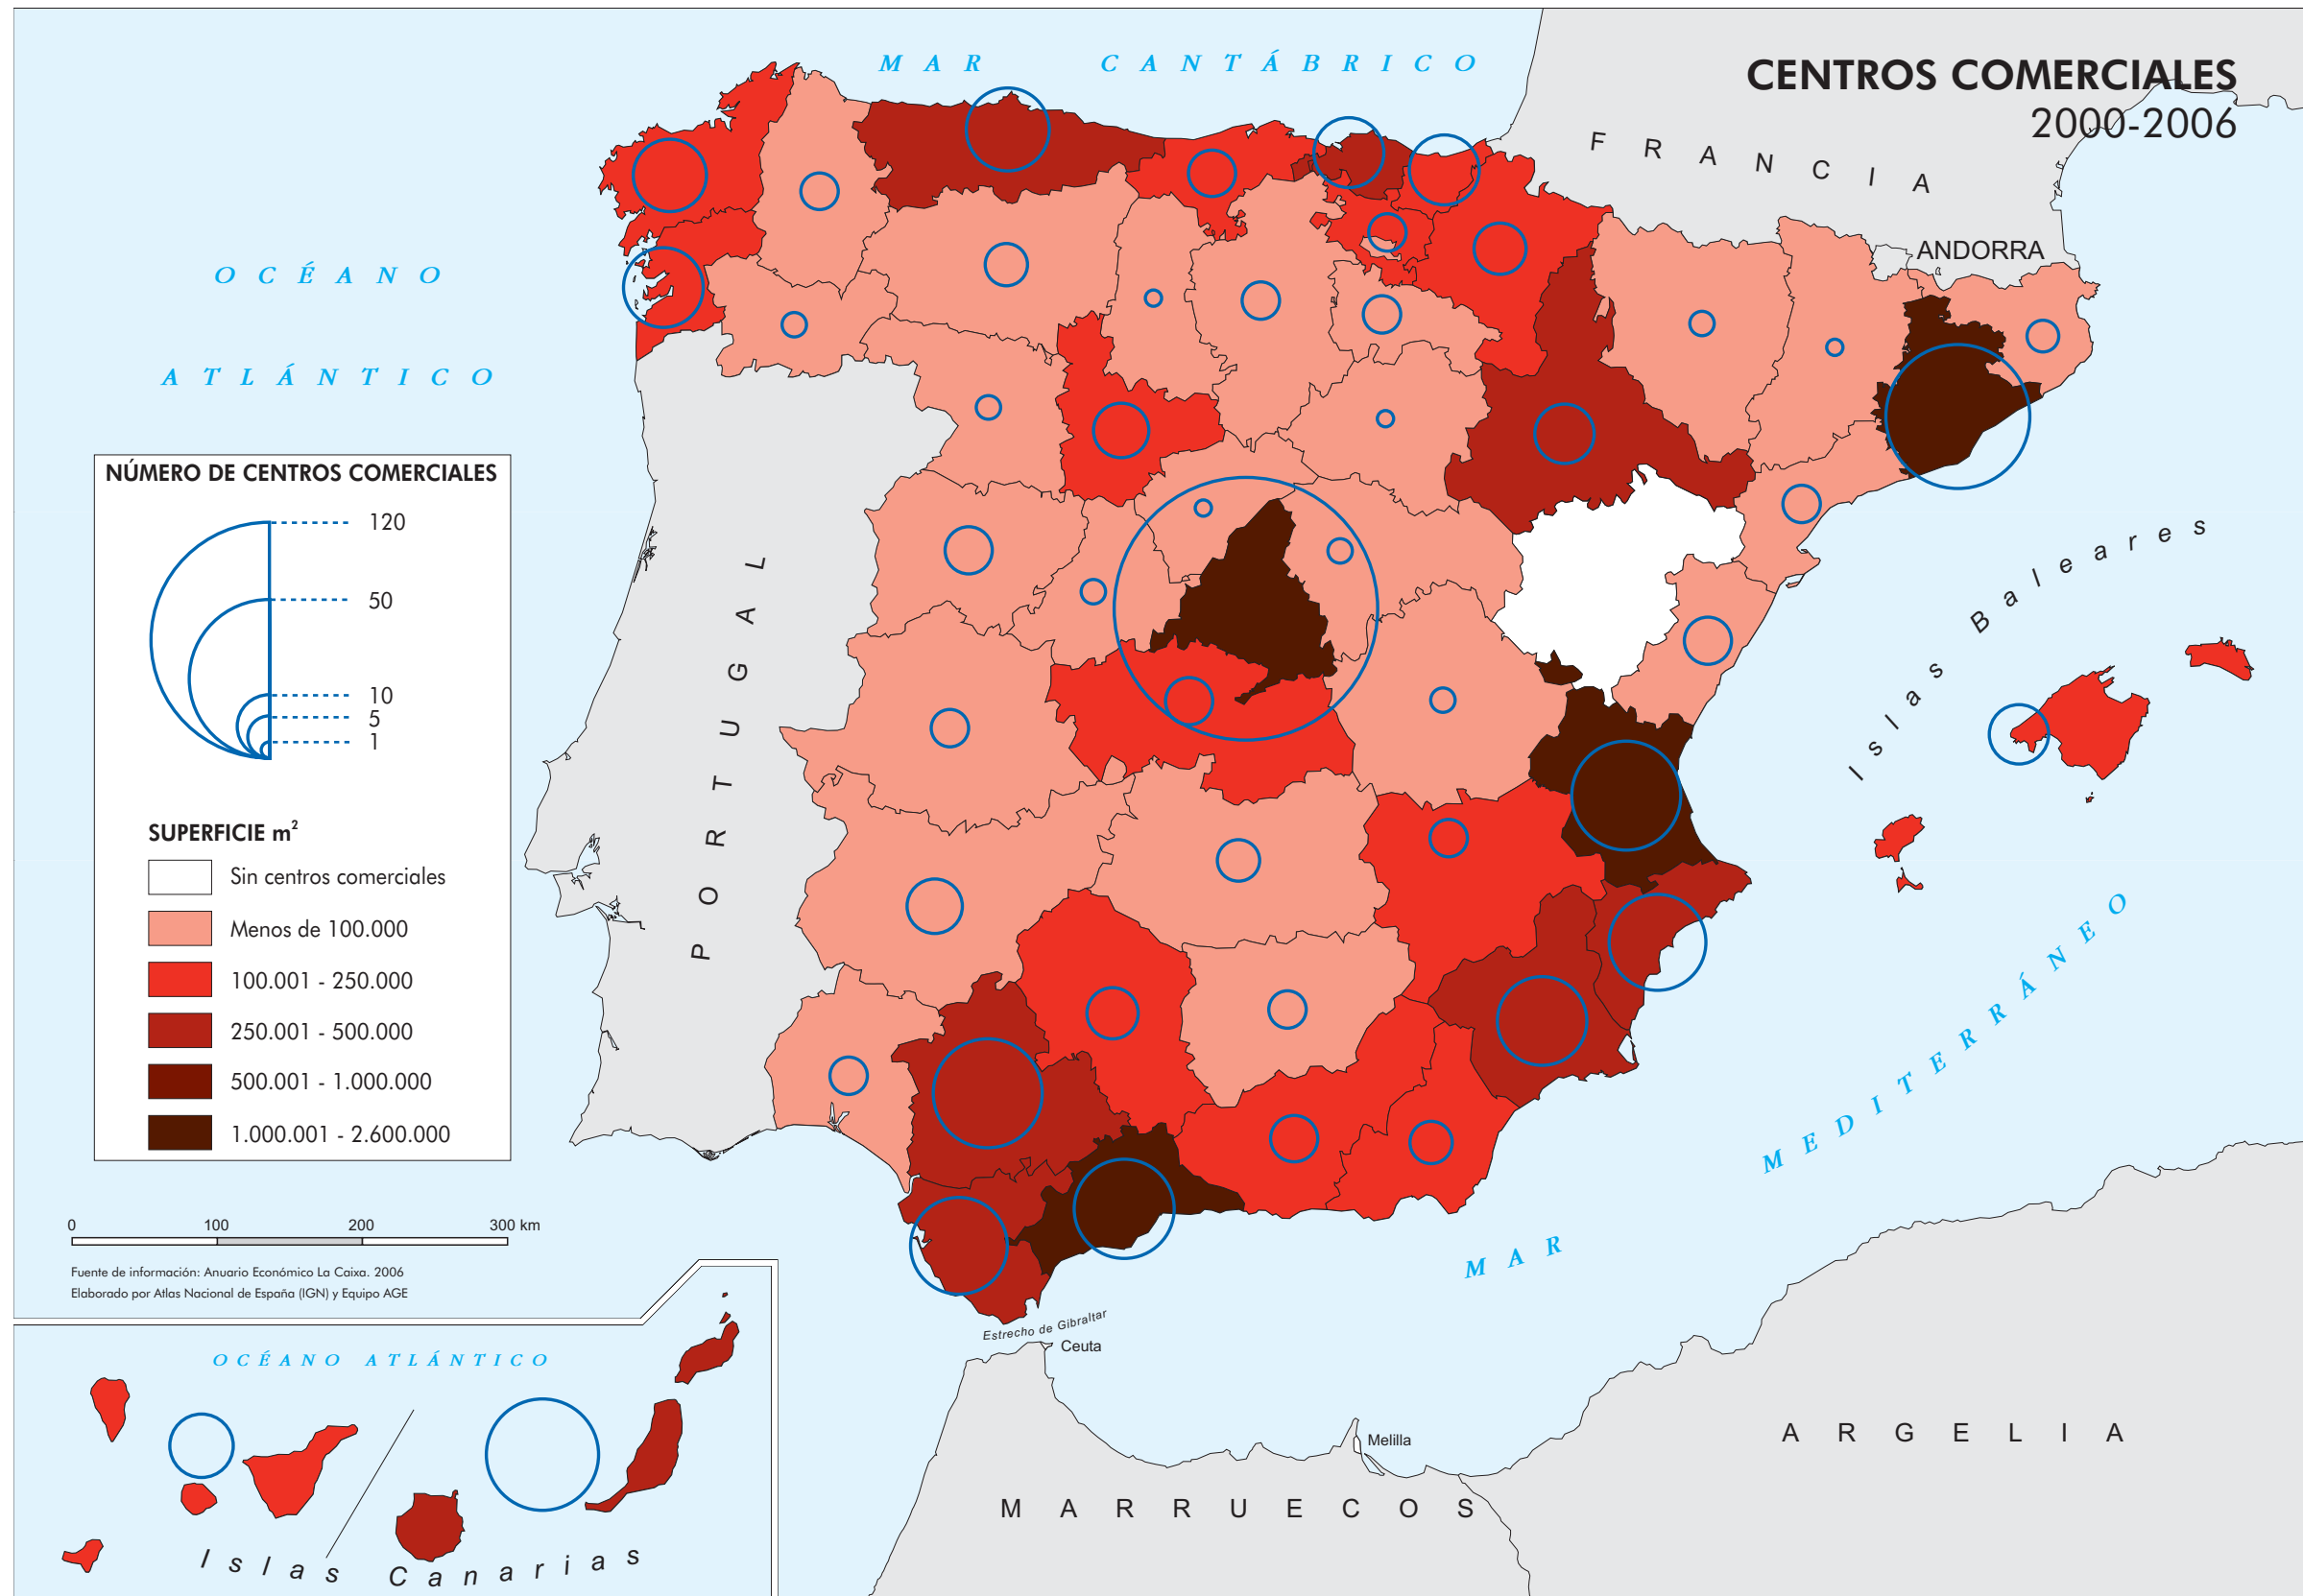 CENTROS COMERCIALES
2000-2006
MAR CANTÁBRICO
FRANCIA
ANDORRA
OCÉANO
ATLÁNTICO
PORTUGAL
Islas Baleares
MAR MEDITERRÁNEO
NÚMERO DE CENTROS COMERCIALES
120
50
10
5
1
SUPERFICIE m²
Sin centros comerciales
Menos de 100.000
100.001 - 250.000
250.001 - 500.000
500.001 - 1.000.000
1.000.001 - 2.600.000
0 100 200 300 km
Fuente de información: Anuario Económico La Caixa. 2006
Elaborado por Atlas Nacional de España (IGN) y Equipo AGE
Estrecho de Gibraltar
Ceuta
Melilla
MARRUECOS
ARGELIA
OCÉANO ATLÁNTICO
Islas Canarias